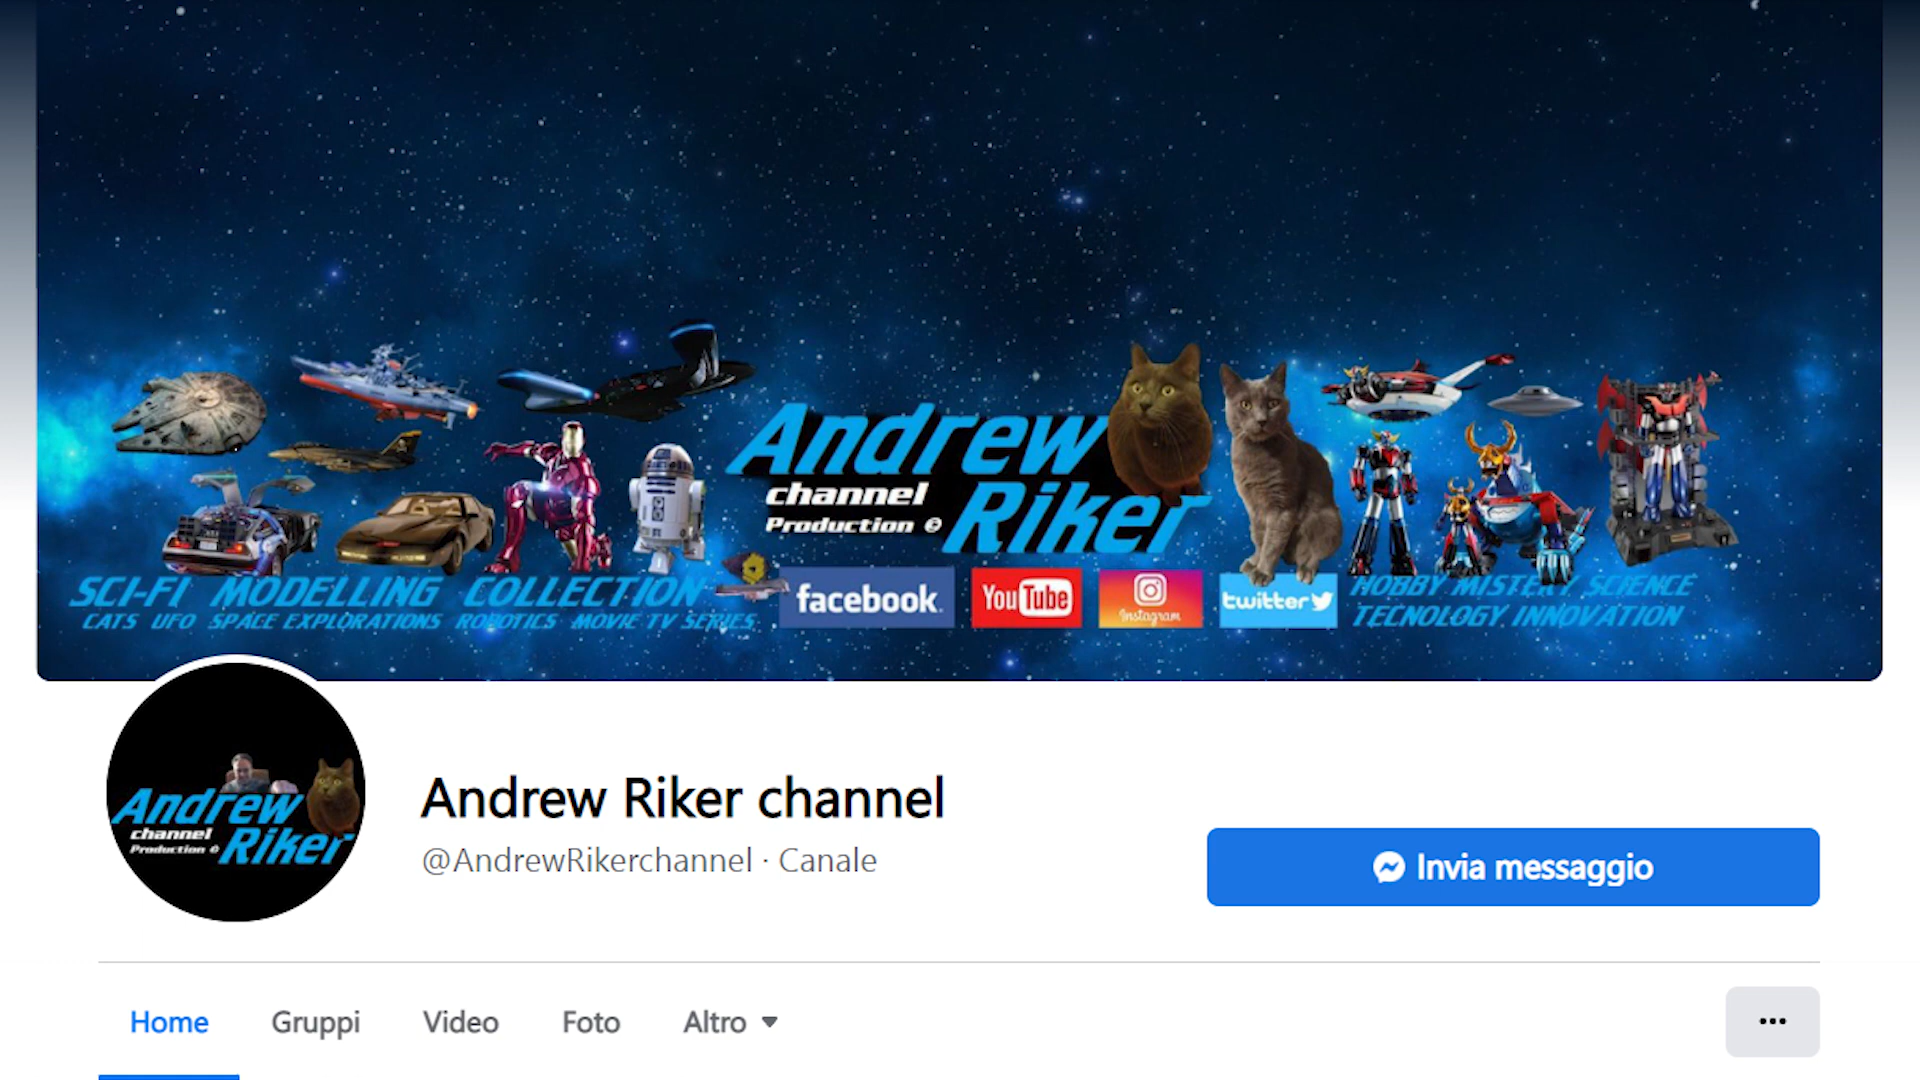 Andrew
channel
Production ©
Riker
SCI-FI MODELLING COLLECTION
CATS UFO SPACE EXPLORATIONS ROBOTICS MOVIE TV SERIES
facebook.
YouTube
Instagram
twitter
HOBBY MISTERY SCIENCE
TECNOLOGY INNOVATION
Andrew
channel
Production ©
Riker
Andrew Riker channel
@AndrewRikerchannel · Canale
Invia messaggio
Home Gruppi Video Foto Altro